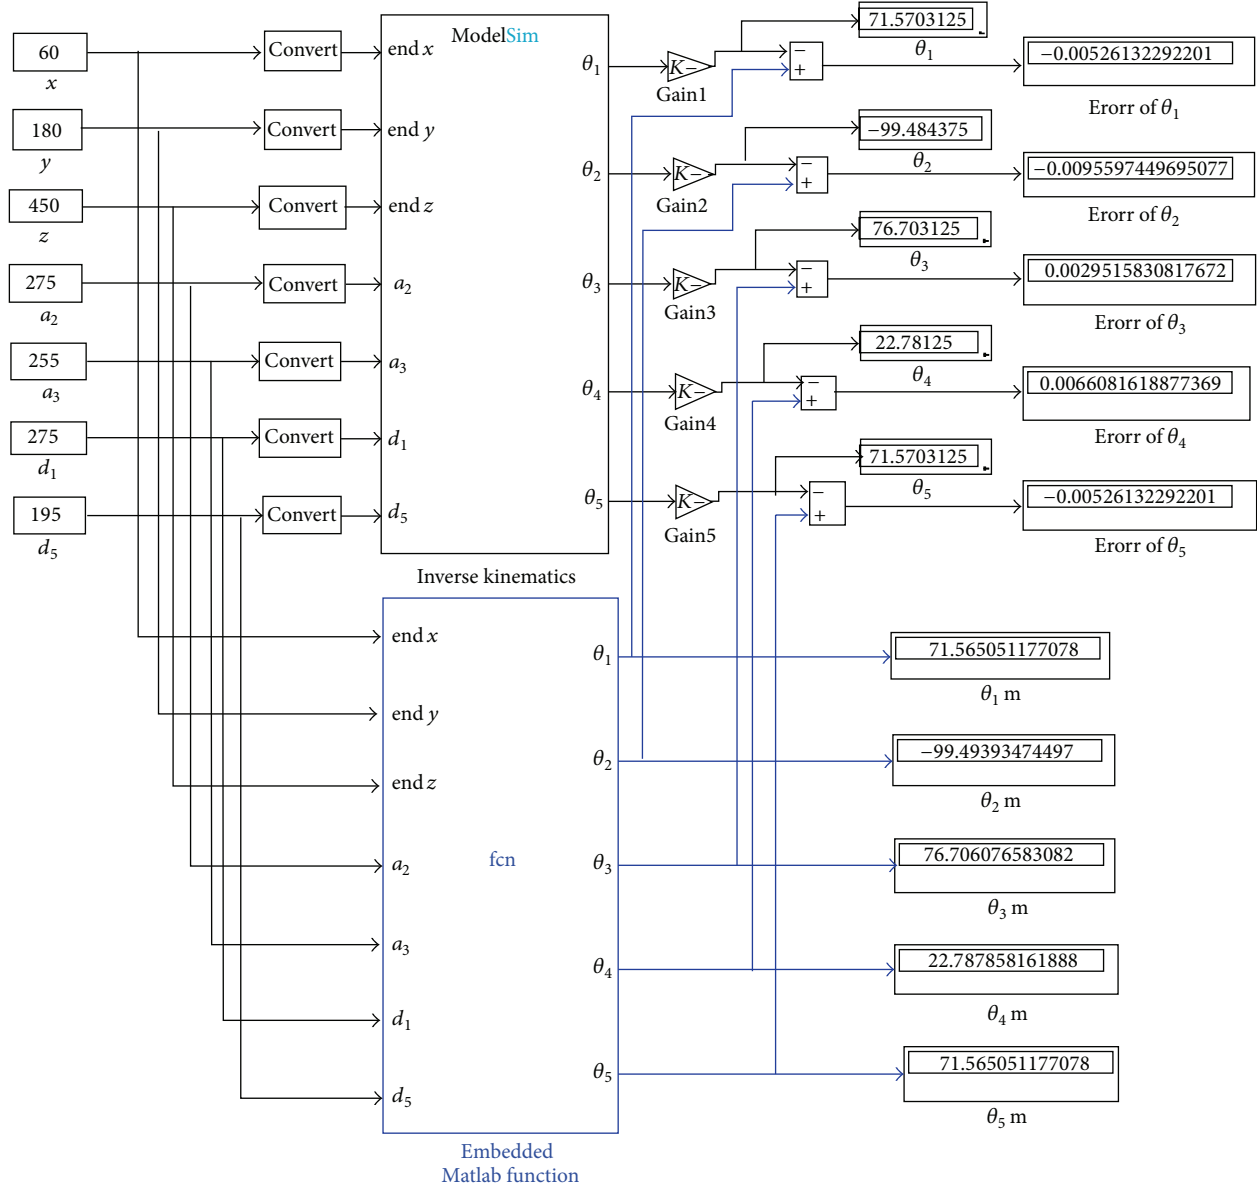 60
x
180
y
450
z
275
a2
255
a3
275
d1
195
d5
Convert
Convert
Convert
Convert
Convert
Convert
Convert
ModelSim
end x
end y
end z
a2
a3
d1
d5
θ1
θ2
θ3
θ4
θ5
Inverse kinematics
K–
Gain1
K–
Gain2
K–
Gain3
K–
Gain4
K–
Gain5
−
+
−
+
−
+
−
+
−
+
71.5703125
θ1
−99.484375
θ2
76.703125
θ3
22.78125
θ4
71.5703125
θ5
−0.00526132292201
Erorr of θ1
−0.0095597449695077
Erorr of θ2
0.0029515830817672
Erorr of θ3
0.0066081618877369
Erorr of θ4
−0.00526132292201
Erorr of θ5
end x
end y
end z
a2
a3
d1
d5
fcn
θ1
θ2
θ3
θ4
θ5
Embedded
Matlab function
71.565051177078
θ1 m
−99.49393474497
θ2 m
76.706076583082
θ3 m
22.787858161888
θ4 m
71.565051177078
θ5 m